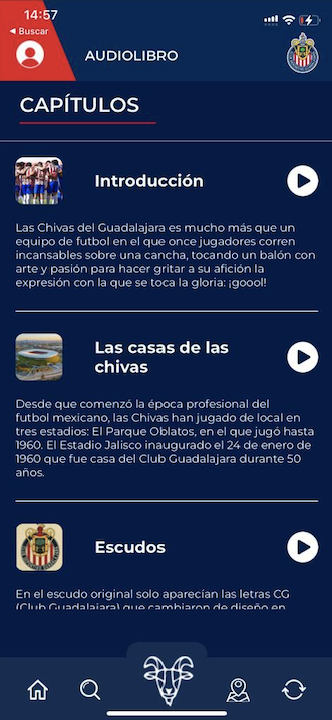 14:57
◀ Buscar
AUDIOLIBRO
CAPÍTULOS
Introducción
Las Chivas del Guadalajara es mucho más que un
equipo de futbol en el que once jugadores corren
incansables sobre una cancha, tocando un balón con
arte y pasión para hacer gritar a su afición la
expresión con la que se toca la gloria: ¡goool!
Las casas de las
chivas
Desde que comenzó la época profesional del
futbol mexicano, las Chivas han jugado de local en
tres estadios: El Parque Oblatos, en el que jugó hasta
1960. El Estadio Jalisco inaugurado el 24 de enero de
1960 que fue casa del Club Guadalajara durante 50
años.
Escudos
En el escudo original solo aparecían las letras CG
(Club Guadalajara) que cambiaron de diseño en